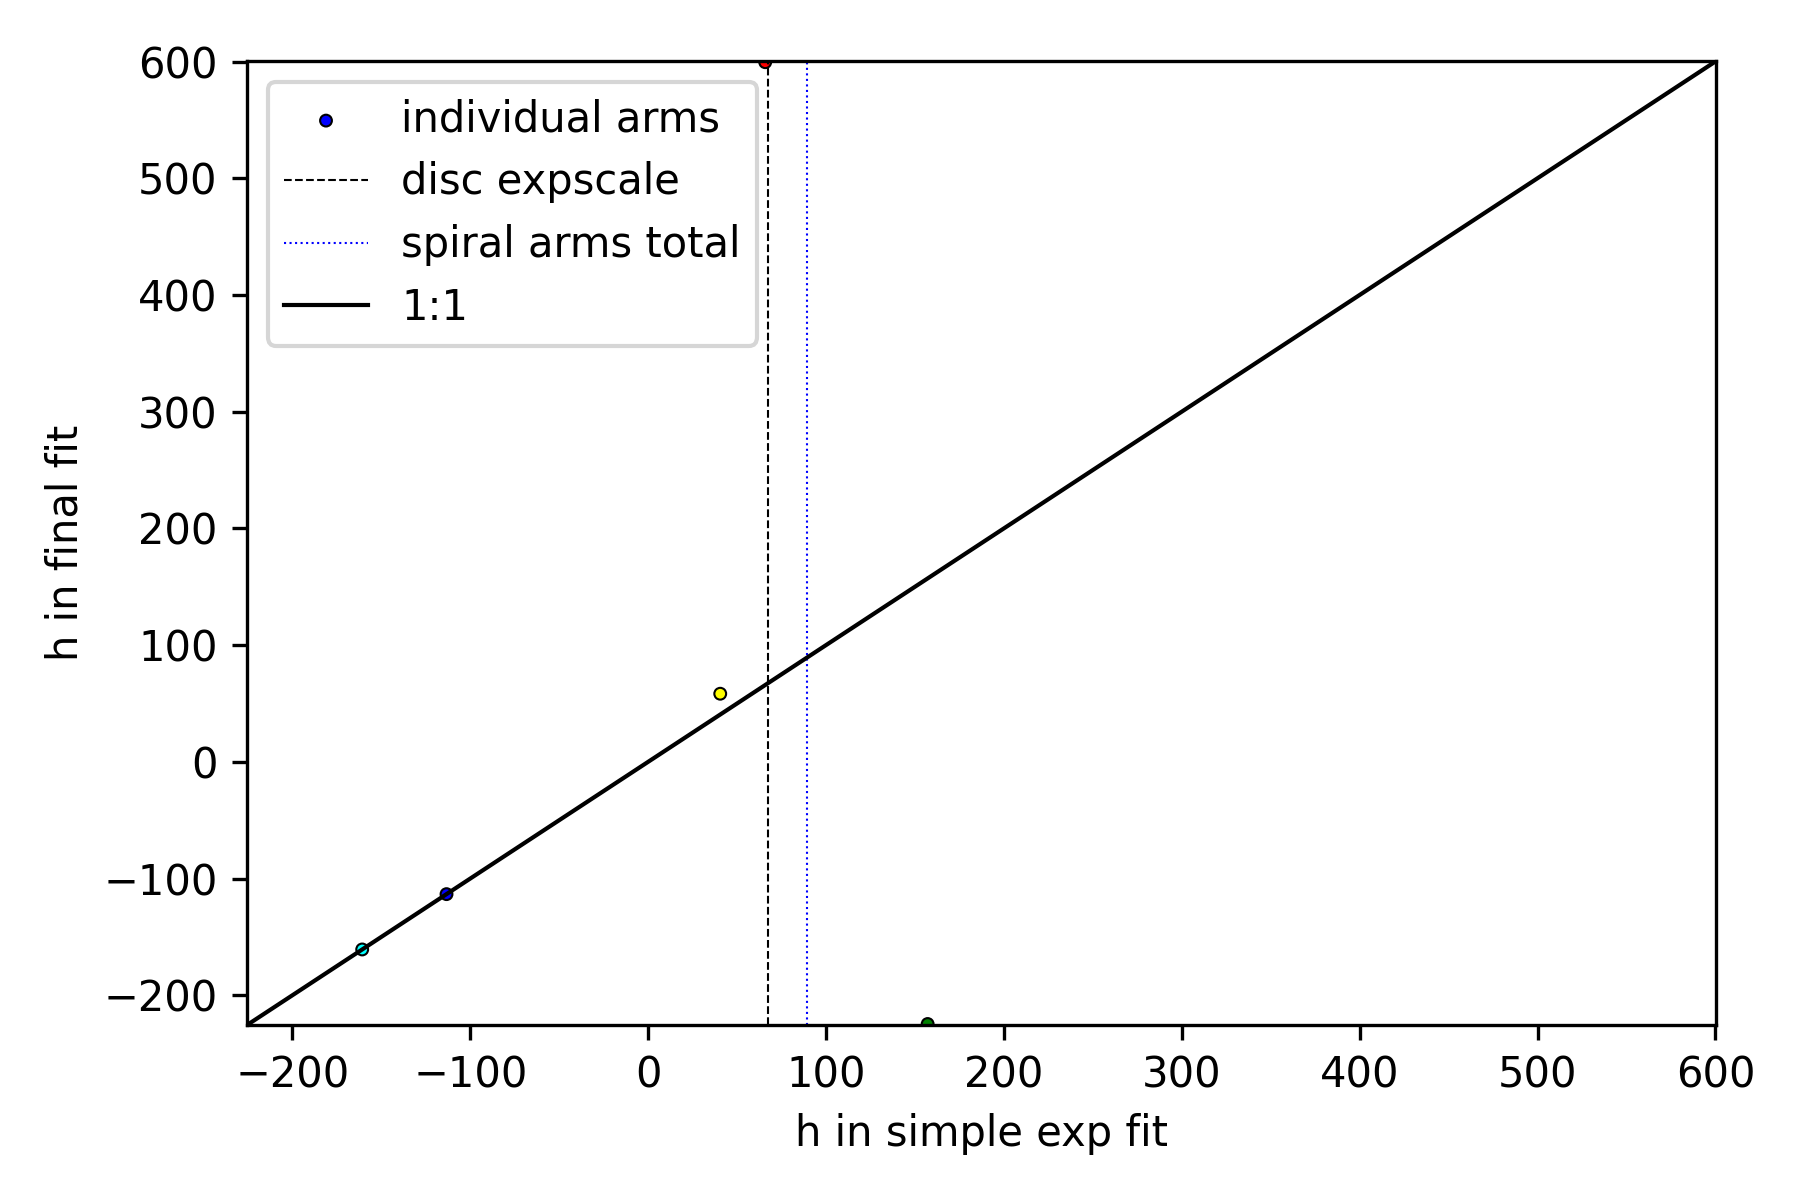 600
500
400
300
200
100
0
−100
−200
h in final fit
individual arms
disc expscale
spiral arms total
1:1
−200 −100 0 100 200 300 400 500 600
h in simple exp fit